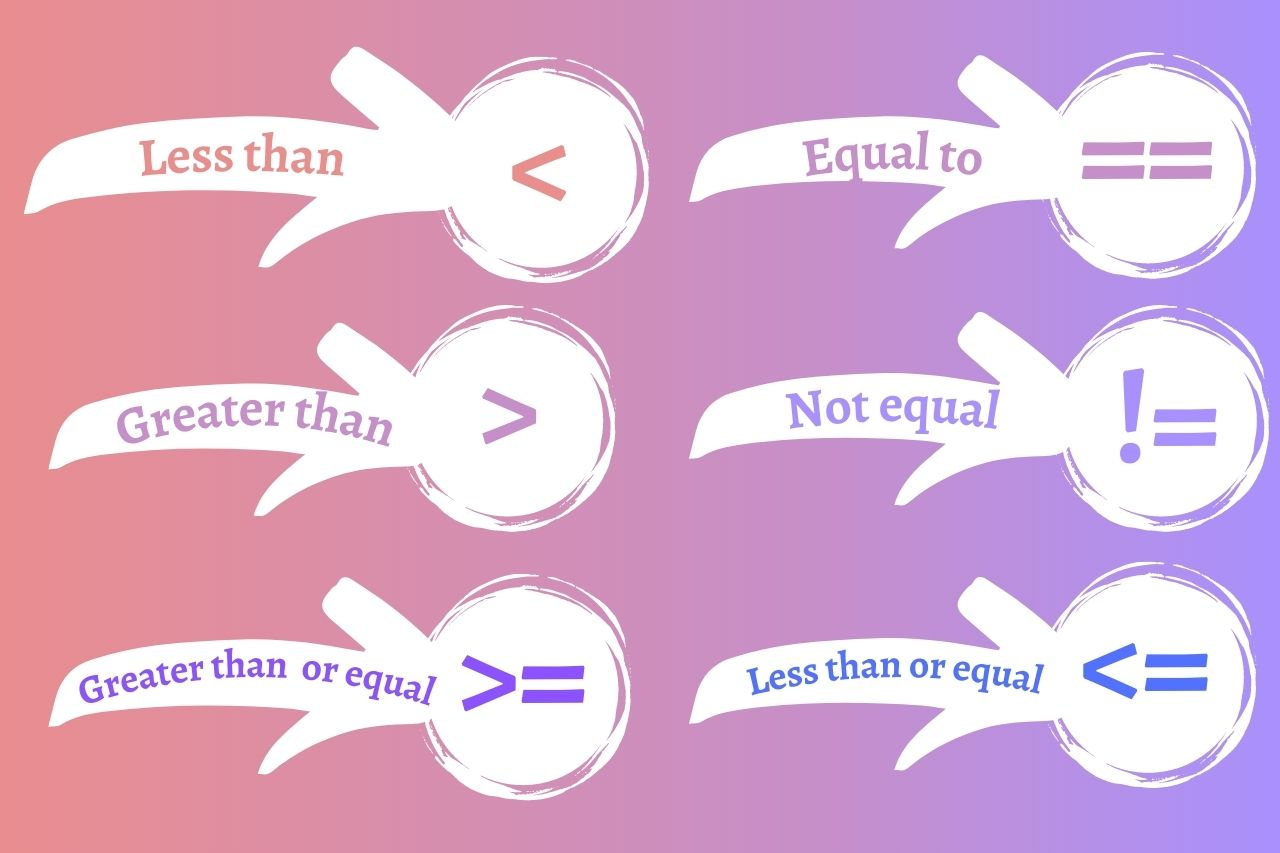 Less than <
Equal to ==
Greater than >
Not equal !=
Greater than or equal >=
Less than or equal <=